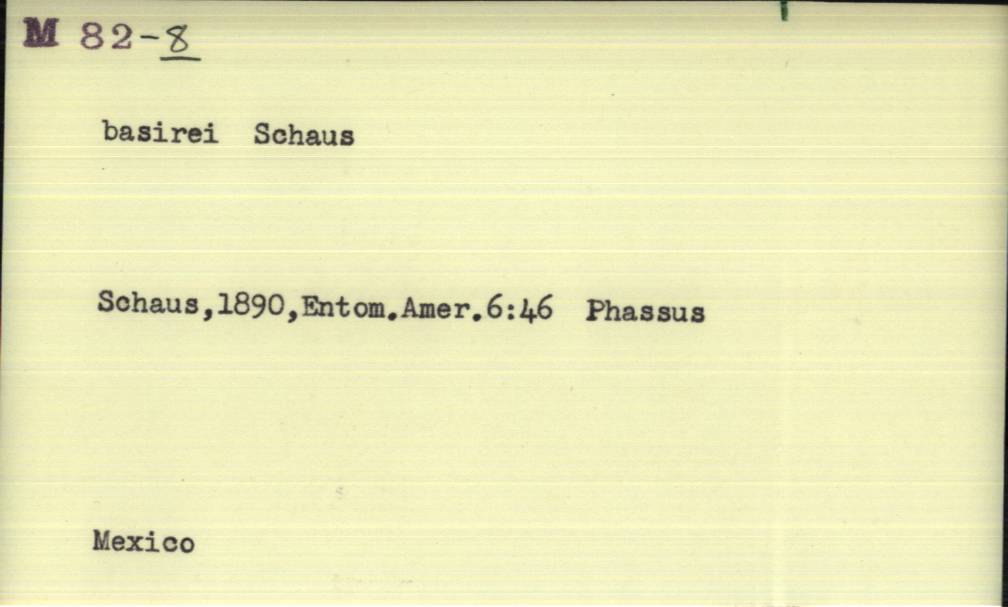 M 82-8
basirei Schaus
Schaus,1890,Entom.Amer.6:46 Phassus
Mexico